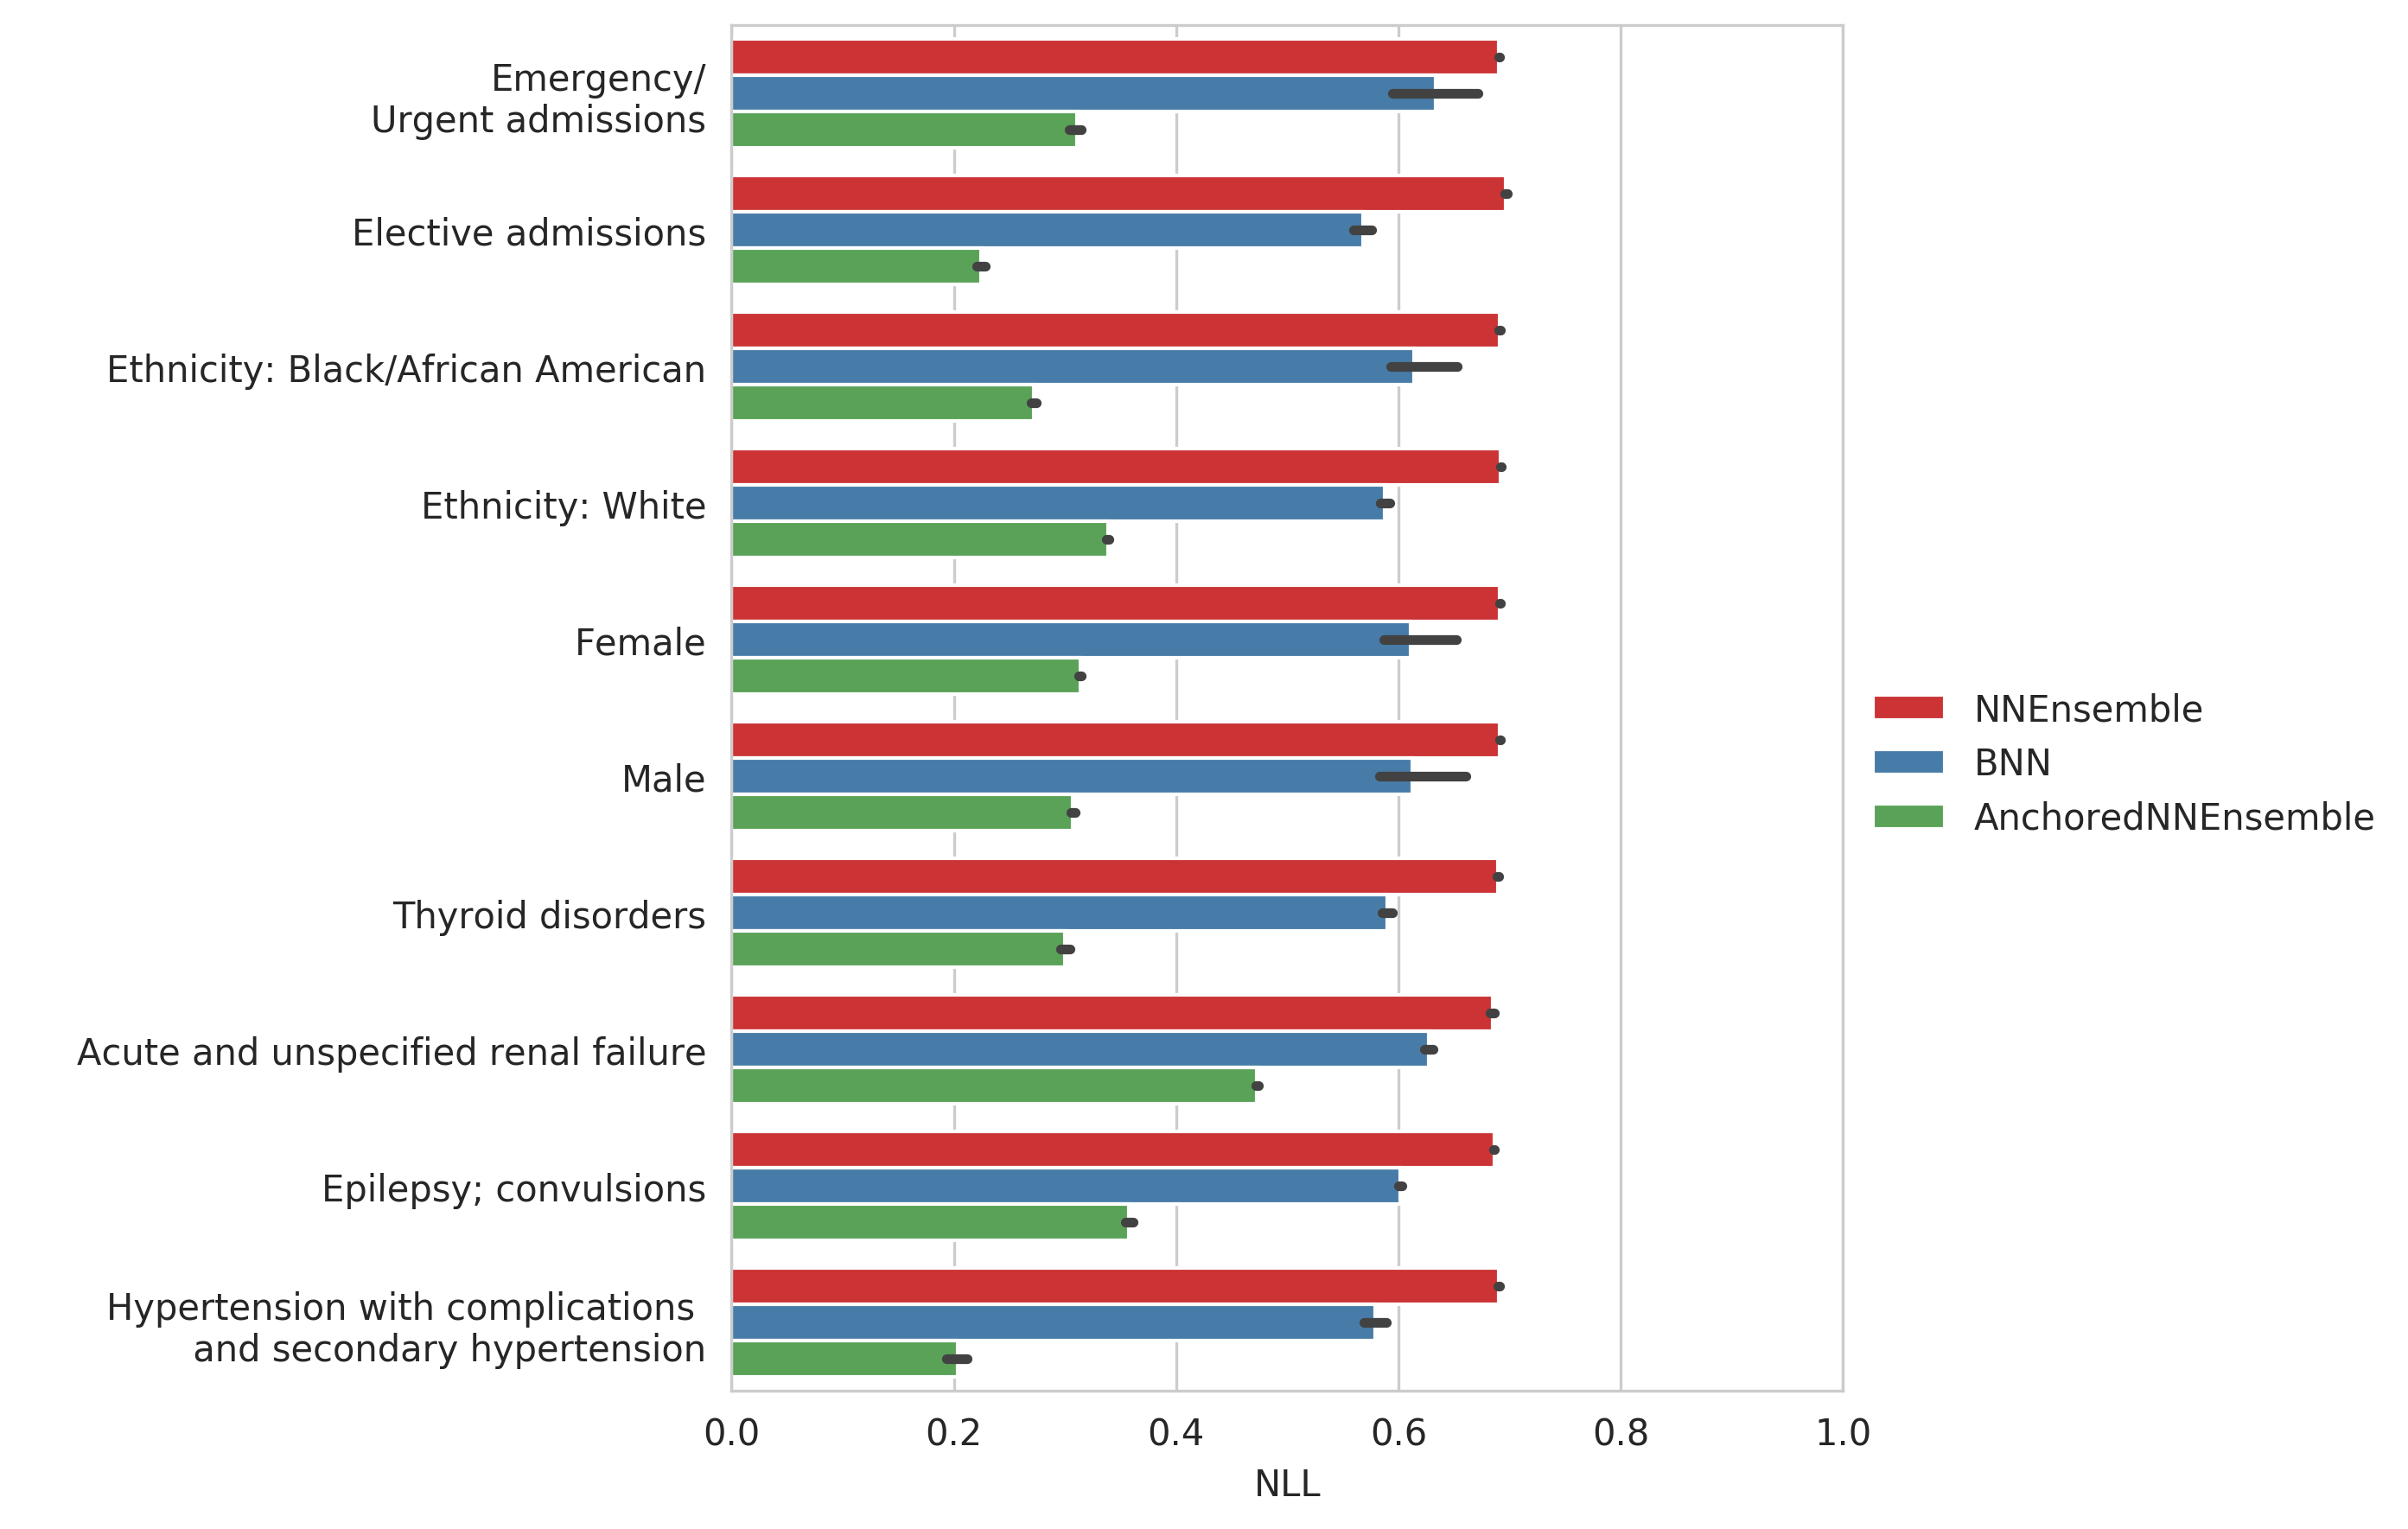 Emergency/
Urgent admissions
Elective admissions
Ethnicity: Black/African American
Ethnicity: White
Female
Male
Thyroid disorders
Acute and unspecified renal failure
Epilepsy; convulsions
Hypertension with complications
and secondary hypertension
0.0 0.2 0.4 0.6 0.8 1.0
NLL
NNEnsemble
BNN
AnchoredNNEnsemble